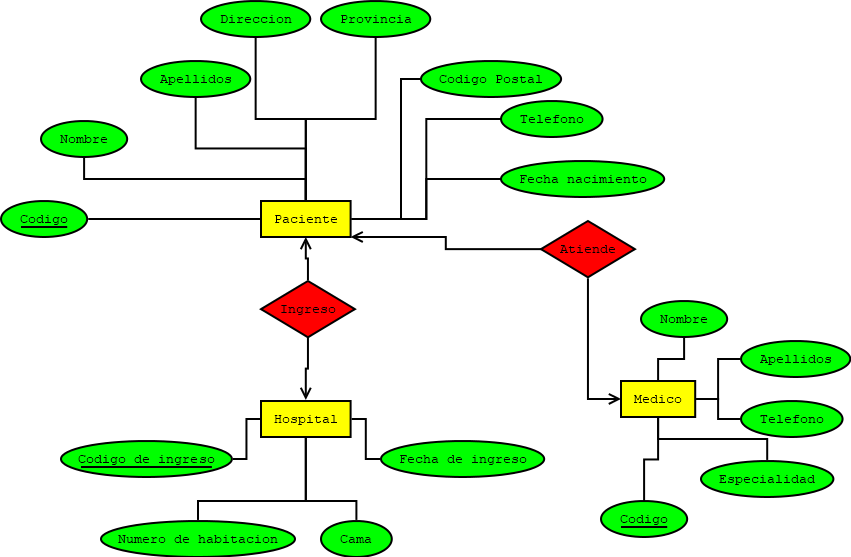 Direccion
Provincia
Apellidos
Codigo Postal
Telefono
Nombre
Fecha nacimiento
Codigo
Paciente
Atiende
Ingreso
Nombre
Apellidos
Medico
Hospital
Telefono
Codigo de ingreso
Fecha de ingreso
Especialidad
Codigo
Numero de habitacion
Cama